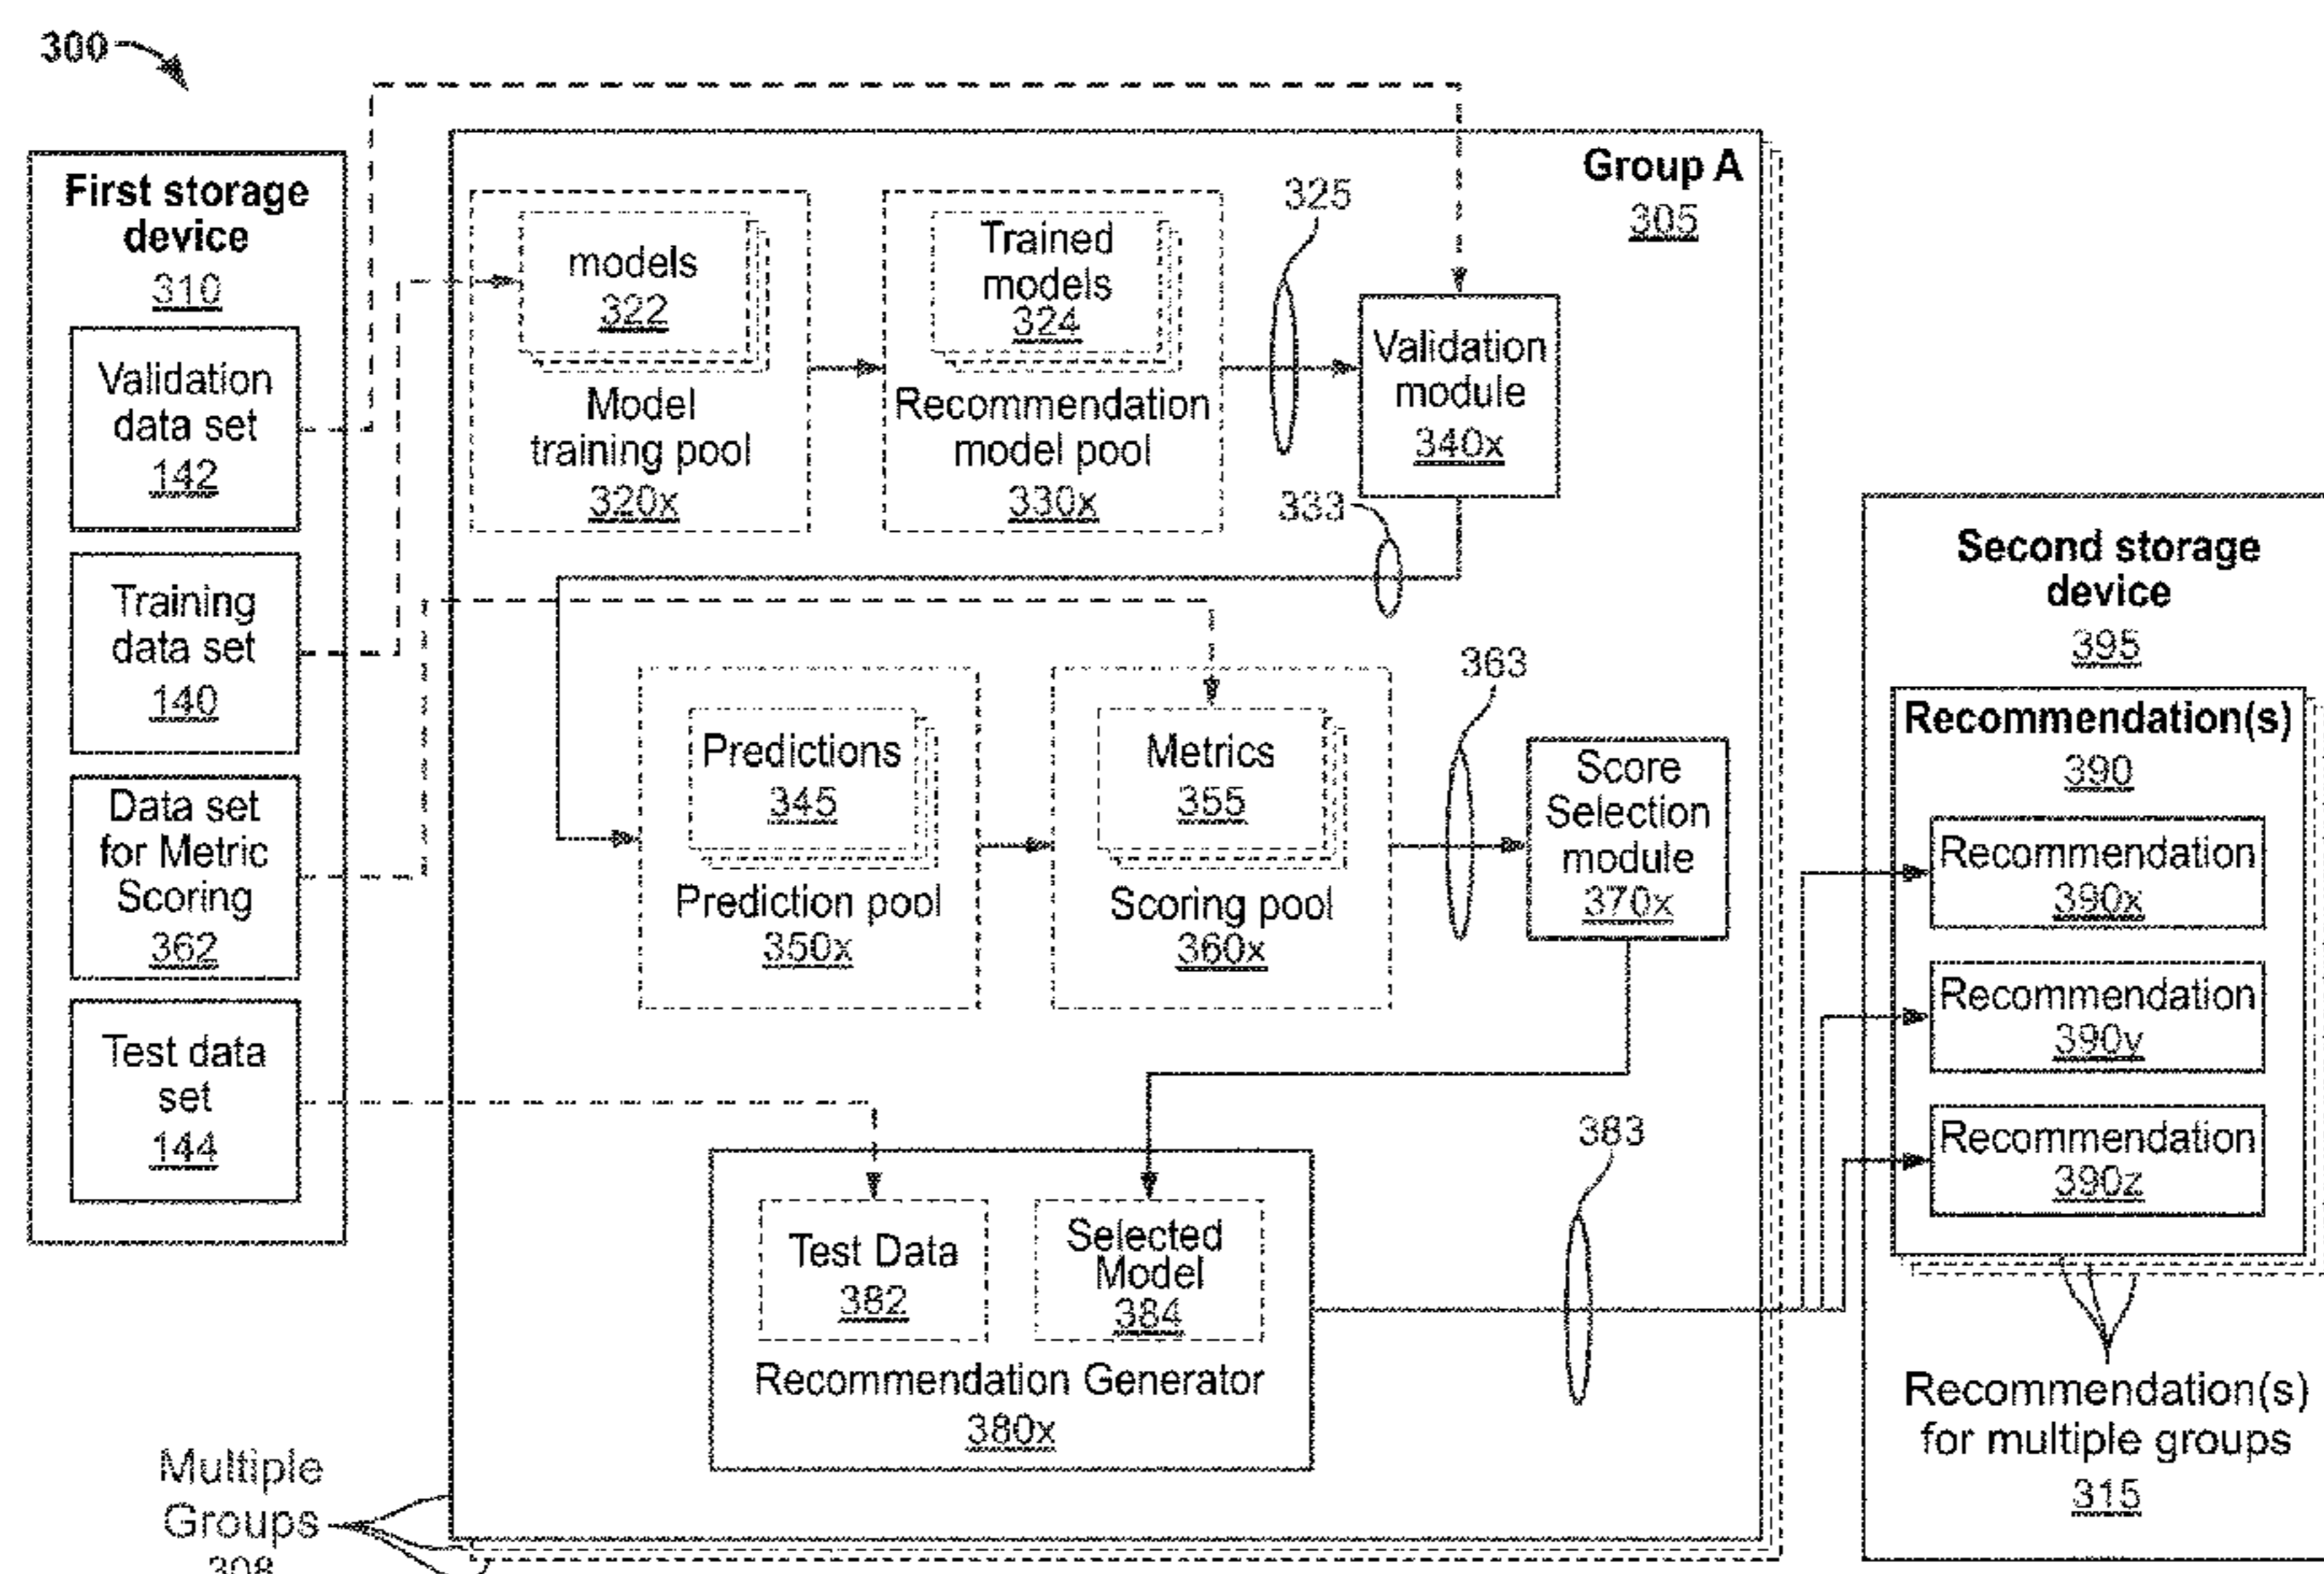 300
First storage
device
310
Validation
data set
142
Training
data set
140
Data set
for Metric
Scoring
362
Test data
set
144
Group A
305
models
322
Model
training pool
320x
Trained
models
324
Recommendation
model pool
330x
325
Validation
module
340x
333
Predictions
345
Prediction pool
350x
Metrics
355
Scoring pool
360x
363
Score
Selection
module
370x
Test Data
382
Selected
Model
384
Recommendation Generator
380x
383
Multiple
Groups
308
Second storage
device
395
Recommendation(s)
390
Recommendation
390x
Recommendation
390y
Recommendation
390z
Recommendation(s)
for multiple groups
315